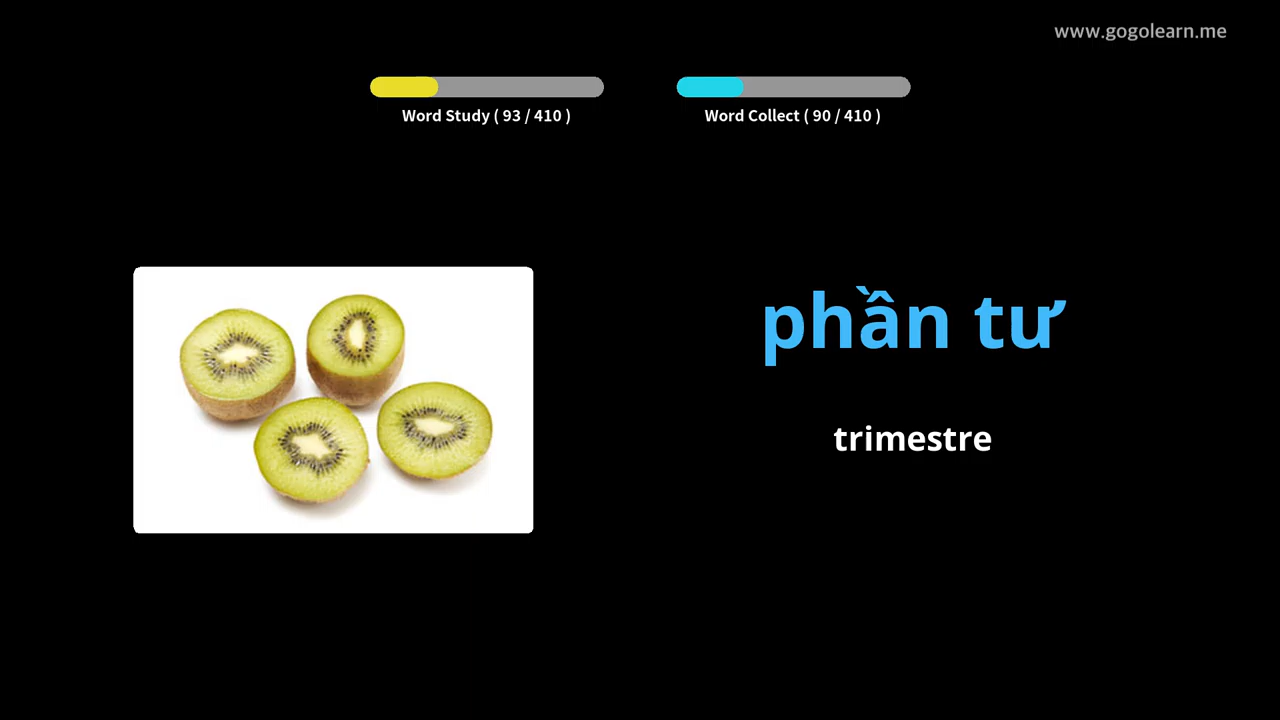 www.gogolearn.me
Word Study ( 93 / 410 )
Word Collect ( 90 / 410 )
phần tư
trimestre